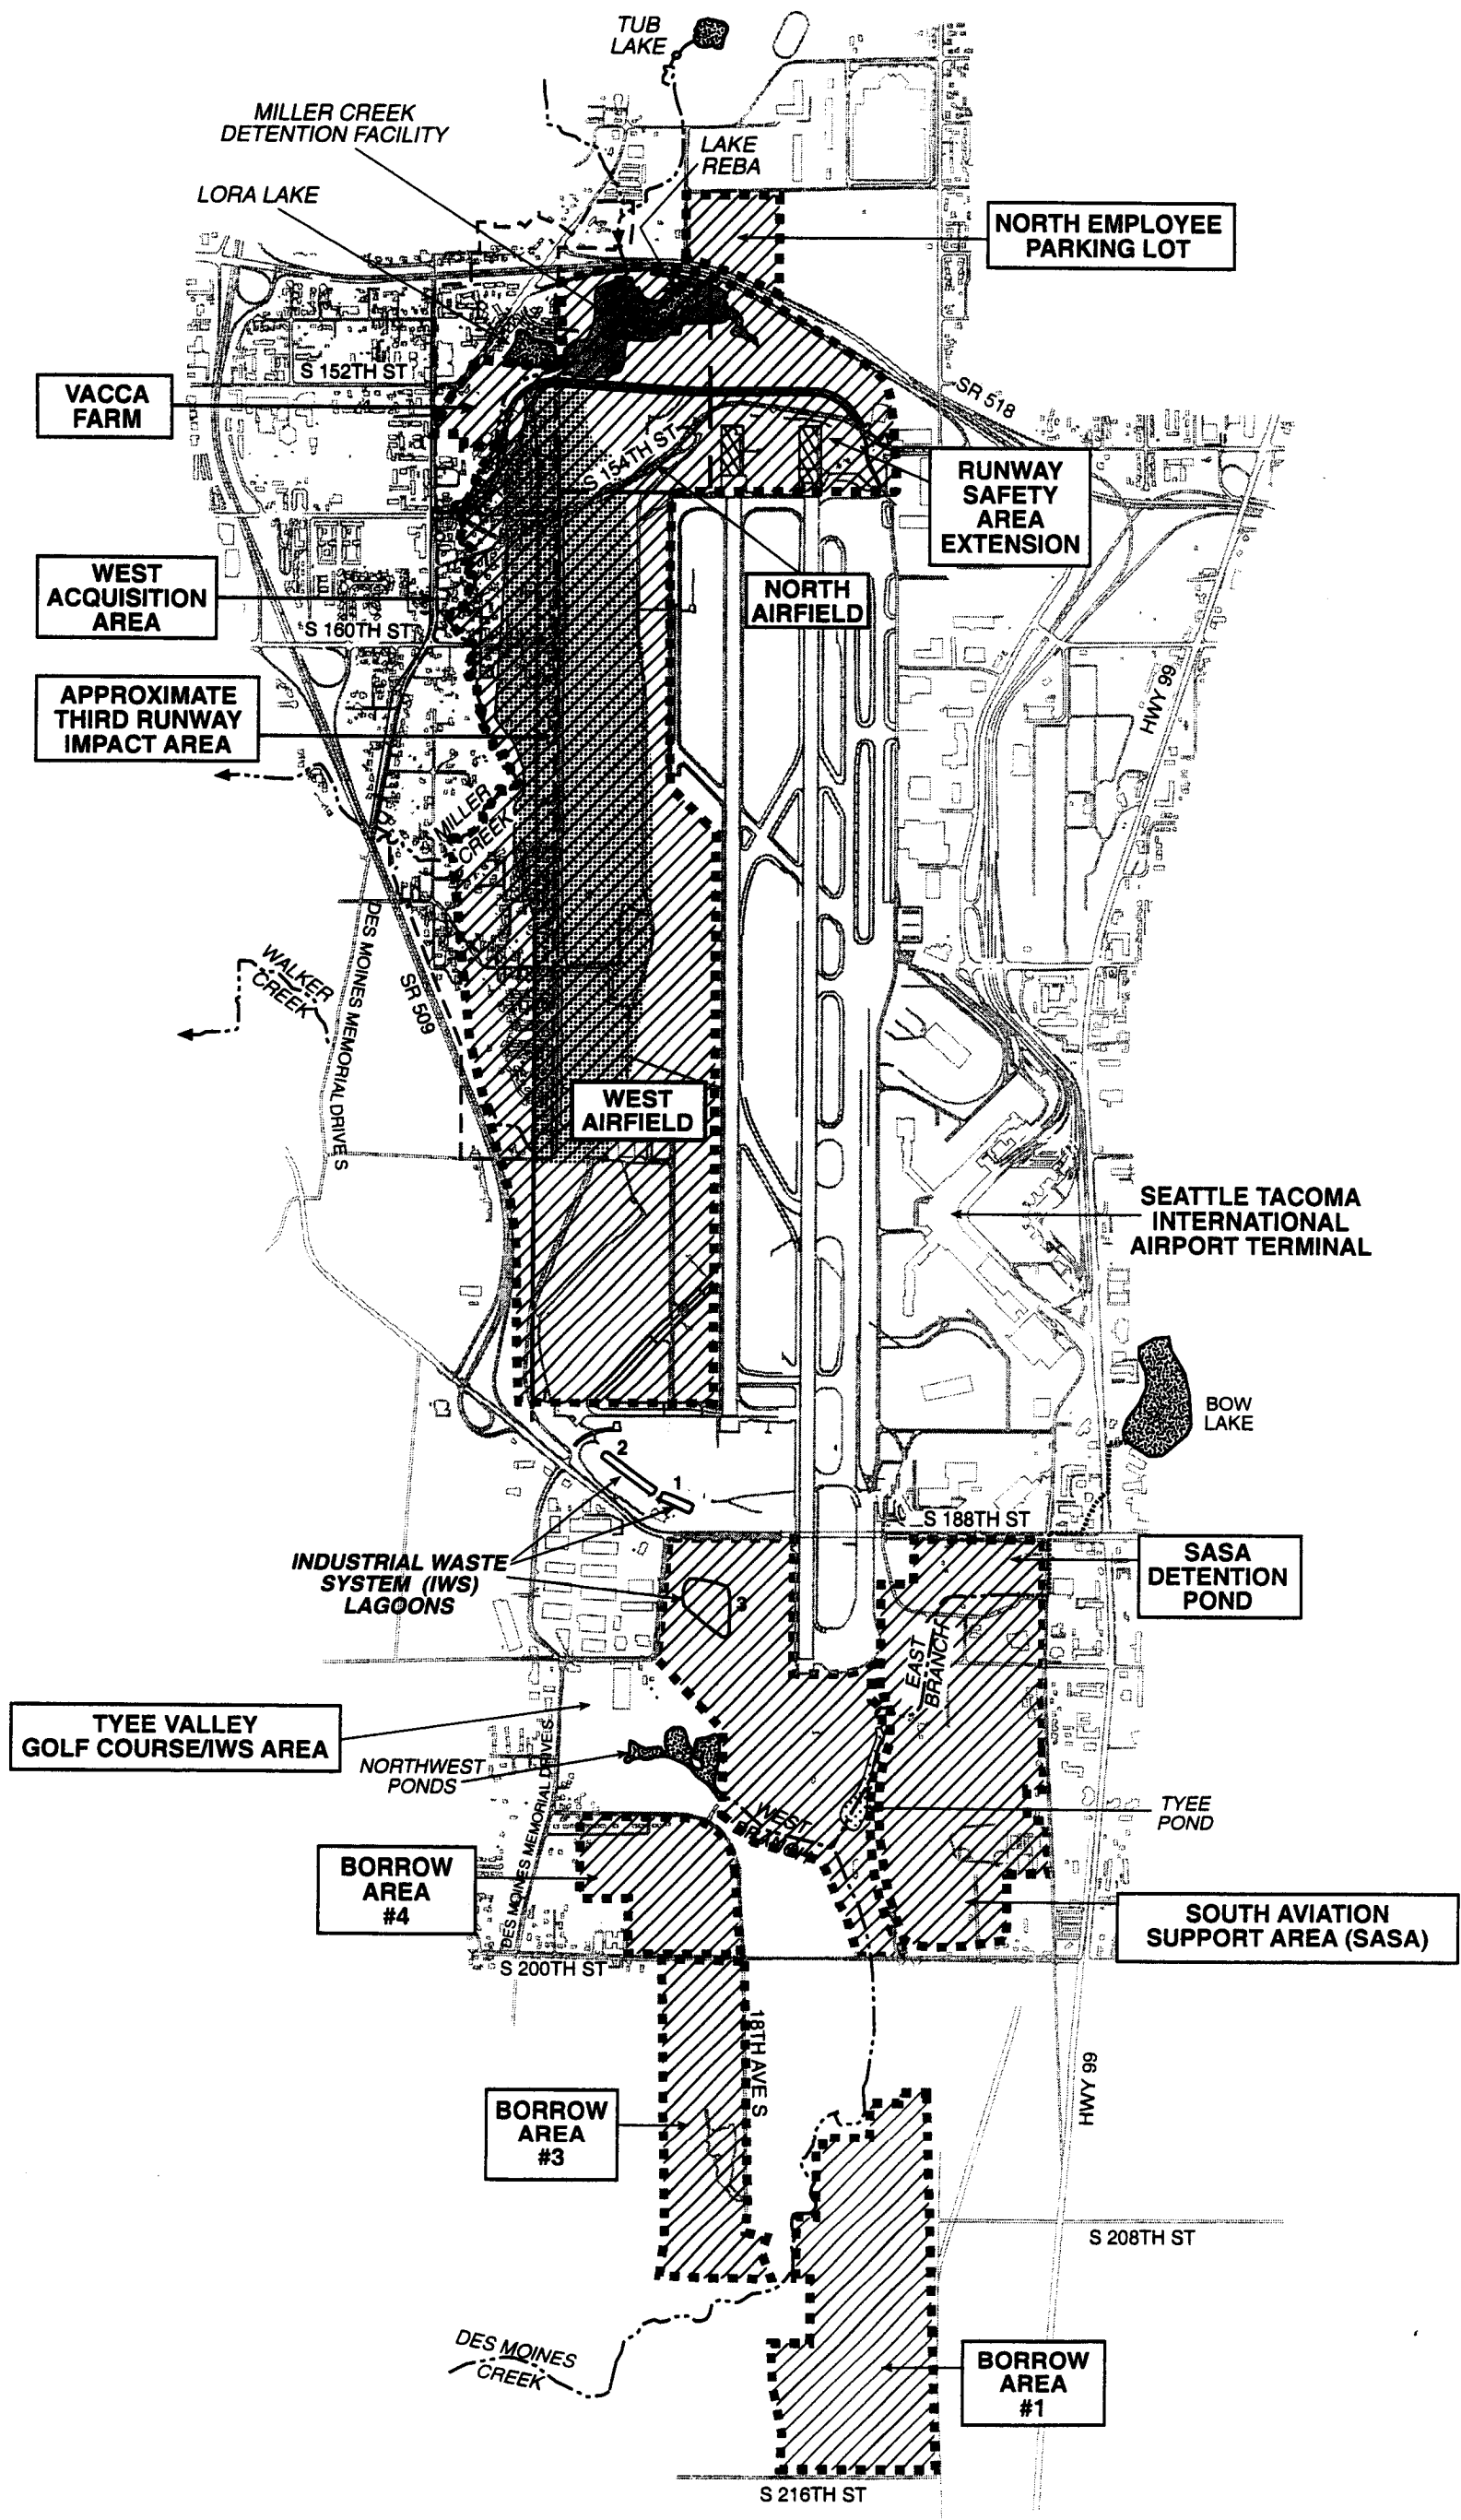 TUB
LAKE
MILLER CREEK
DETENTION FACILITY
LAKE
REBA
LORA LAKE
NORTH EMPLOYEE
PARKING LOT
S 152TH ST
SR 518
VACCA
FARM
S 154TH ST
RUNWAY
SAFETY
AREA
EXTENSION
WEST
ACQUISITION
AREA
NORTH
AIRFIELD
S 160TH ST
HWY 99
APPROXIMATE
THIRD RUNWAY
IMPACT AREA
MILLER
CREEK
DES MOINES MEMORIAL DRIVE S
WALKER
CREEK
SR 509
WEST
AIRFIELD
SEATTLE TACOMA
INTERNATIONAL
AIRPORT TERMINAL
BOW
LAKE
2
1
S 188TH ST
INDUSTRIAL WASTE
SYSTEM (IWS)
LAGOONS
SASA
DETENTION
POND
3
EAST
BRANCH
TYEE VALLEY
GOLF COURSE/IWS AREA
NORTHWEST
PONDS
DES MOINES MEMORIAL DRIVE S
WEST
BRANCH
TYEE
POND
BORROW
AREA
#4
SOUTH AVIATION
SUPPORT AREA (SASA)
S 200TH ST
18TH AVE S
HWY 99
BORROW
AREA
#3
S 208TH ST
DES MOINES
CREEK
BORROW
AREA
#1
S 216TH ST